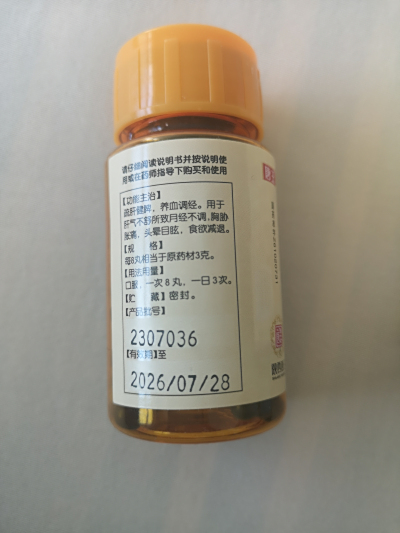 请仔细阅读说明书并按说明使
用或在药师指导下购买和使用
【功能主治】
疏肝健脾，养血调经。用于
肝气不舒所致月经不调，胸胁
胀痛，头晕目眩，食欲减退。
【规 格】
每8丸相当于原药材3克。
【用法用量】
口服，一次8丸，一日3次。
【贮 藏】密封。
【产品批号】
2307036
【有效期】至
2026/07/28